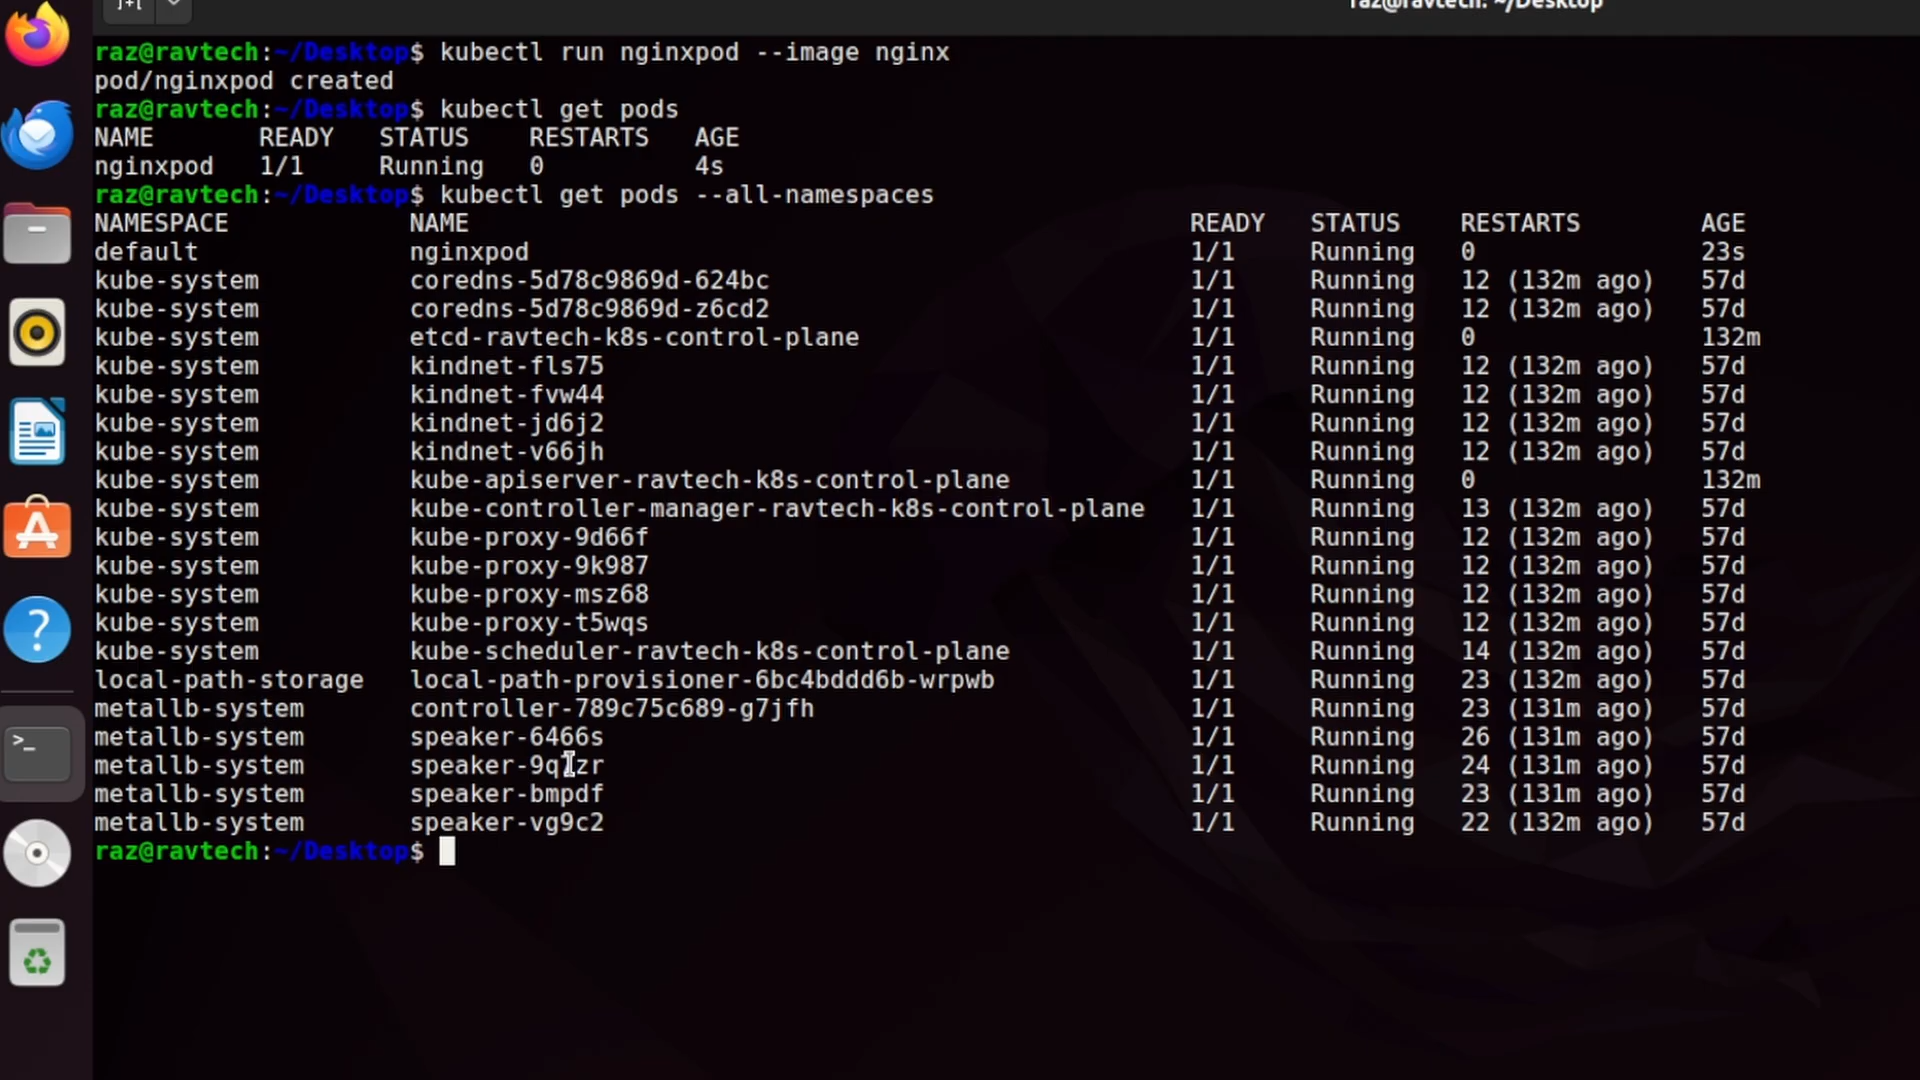 raz@ravtech: ~/Desktop
raz@ravtech:~/Desktop$ kubectl run nginxpod --image nginx
pod/nginxpod created
raz@ravtech:~/Desktop$ kubectl get pods
NAME READY STATUS RESTARTS AGE
nginxpod 1/1 Running 0 4s
raz@ravtech:~/Desktop$ kubectl get pods --all-namespaces
NAMESPACE NAME READY STATUS RESTARTS AGE
default nginxpod 1/1 Running 0 23s
kube-system coredns-5d78c9869d-624bc 1/1 Running 12 (132m ago) 57d
kube-system coredns-5d78c9869d-z6cd2 1/1 Running 12 (132m ago) 57d
kube-system etcd-ravtech-k8s-control-plane 1/1 Running 0 132m
kube-system kindnet-fls75 1/1 Running 12 (132m ago) 57d
kube-system kindnet-fvw44 1/1 Running 12 (132m ago) 57d
kube-system kindnet-jd6j2 1/1 Running 12 (132m ago) 57d
kube-system kindnet-v66jh 1/1 Running 12 (132m ago) 57d
kube-system kube-apiserver-ravtech-k8s-control-plane 1/1 Running 0 132m
kube-system kube-controller-manager-ravtech-k8s-control-plane 1/1 Running 13 (132m ago) 57d
kube-system kube-proxy-9d66f 1/1 Running 12 (132m ago) 57d
kube-system kube-proxy-9k987 1/1 Running 12 (132m ago) 57d
kube-system kube-proxy-msz68 1/1 Running 12 (132m ago) 57d
kube-system kube-proxy-t5wqs 1/1 Running 12 (132m ago) 57d
kube-system kube-scheduler-ravtech-k8s-control-plane 1/1 Running 14 (132m ago) 57d
local-path-storage local-path-provisioner-6bc4bddd6b-wrpwb 1/1 Running 23 (132m ago) 57d
metallb-system controller-789c75c689-g7jfh 1/1 Running 23 (131m ago) 57d
metallb-system speaker-6466s 1/1 Running 26 (131m ago) 57d
metallb-system 1/1 Running 24 (131m ago) 57d
metallb-system speaker-bmpdf 1/1 Running 23 (131m ago) 57d
metallb-system speaker-vg9c2 1/1 Running 22 (132m ago) 57d
raz@ravtech:~/Desktop$